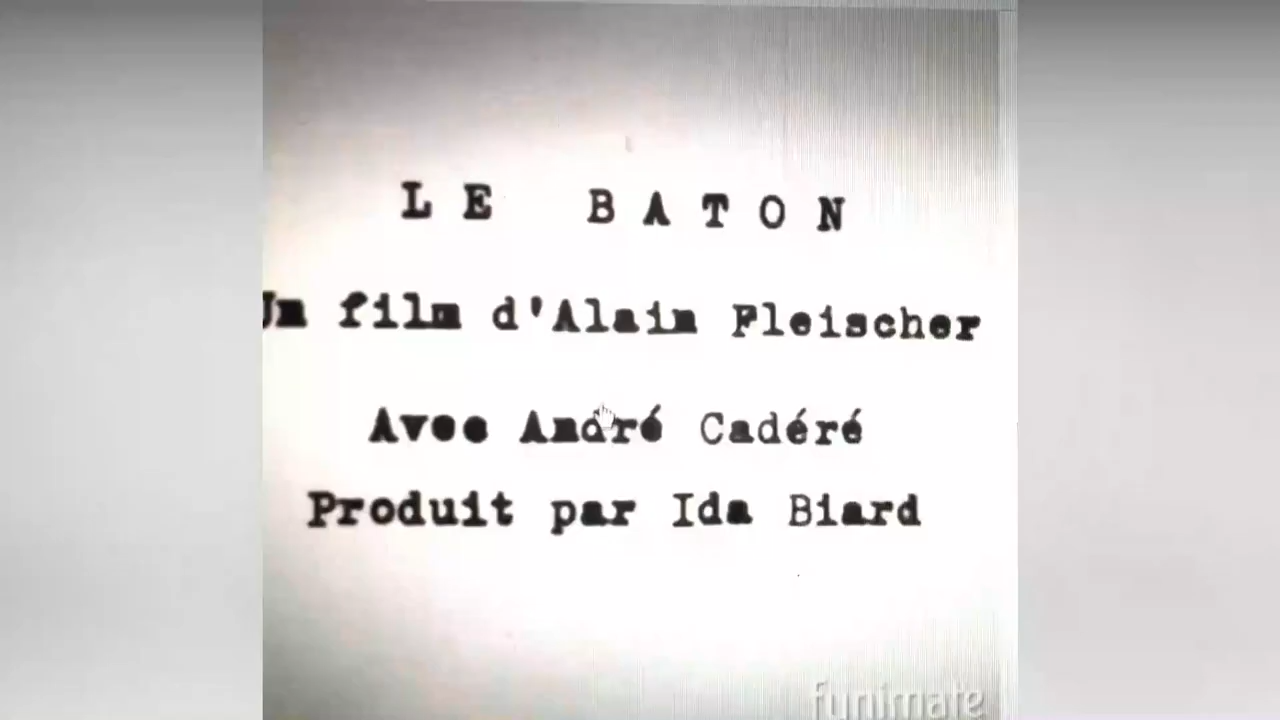 LE BATON
Un film d'Alain Fleischer
Avec André Cadéré
Produit par Ida Biard
funimate